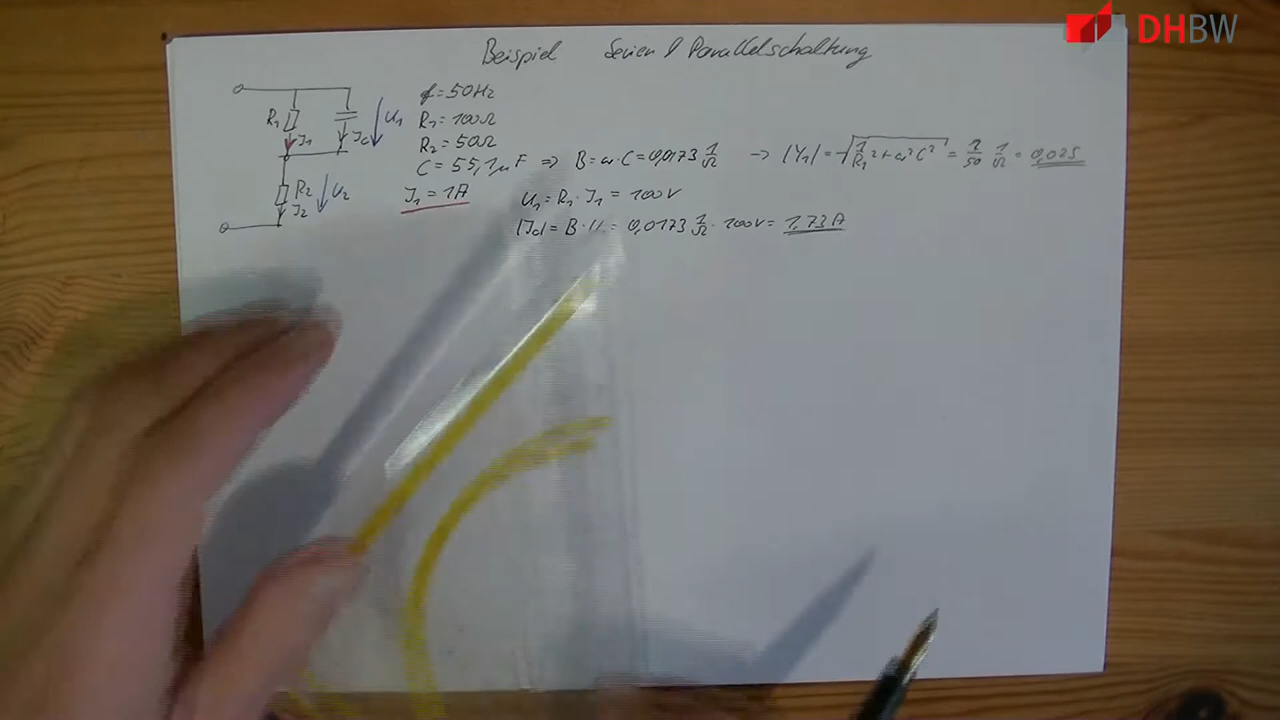 DHBW
Beispiel Serien / Parallelschaltung
f = 50Hz
R1 = 100Ω
R2 = 50Ω
C = 55,1µF => B = ω·C = 0,0173 1/Ω -> |Y1| = √(1/R1² + ω²C²) = 1/50 1/Ω = 0,02S
I1 = 1A
U1 = R1 · I1 = 100V
|Ic| = B · U = 0,0173 1/Ω · 100V = 1,73A
R1 I1 Ic U1
R2 U2
I2